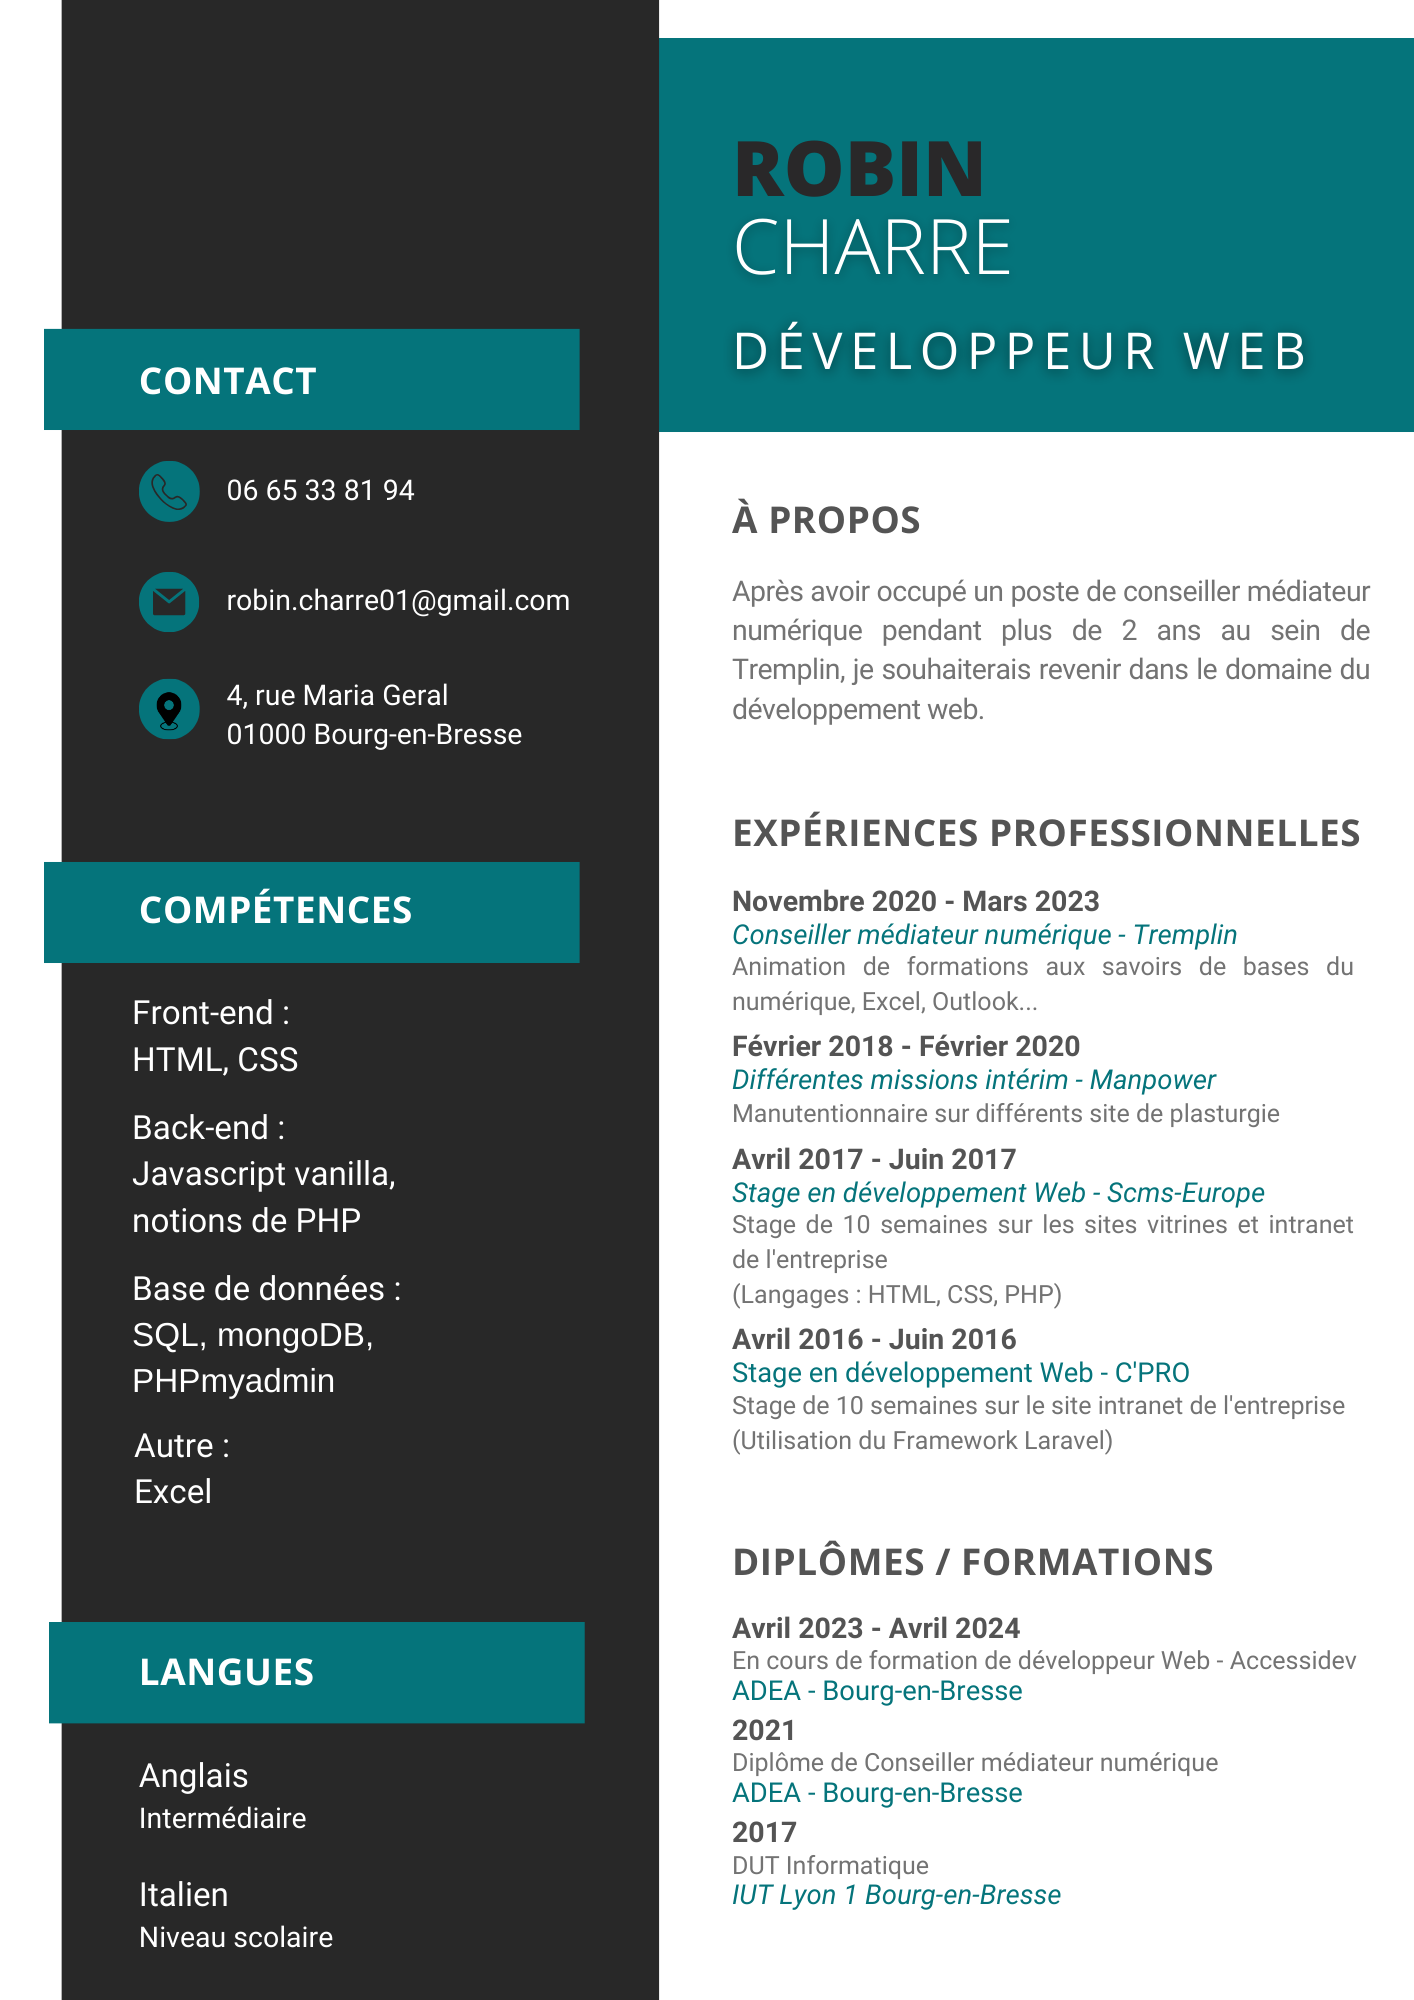 ROBIN
CHARRE
DÉVELOPPEUR WEB
CONTACT
06 65 33 81 94
robin.charre01@gmail.com
4, rue Maria Geral
01000 Bourg-en-Bresse
COMPÉTENCES
Front-end :
HTML, CSS
Back-end :
Javascript vanilla,
notions de PHP
Base de données :
SQL, mongoDB,
PHPmyadmin
Autre :
Excel
LANGUES
Anglais
Intermédiaire
Italien
Niveau scolaire
À PROPOS
Après avoir occupé un poste de conseiller médiateur
numérique pendant plus de 2 ans au sein de
Tremplin, je souhaiterais revenir dans le domaine du
développement web.
EXPÉRIENCES PROFESSIONNELLES
Novembre 2020 - Mars 2023
Conseiller médiateur numérique - Tremplin
Animation de formations aux savoirs de bases du
numérique, Excel, Outlook...
Février 2018 - Février 2020
Différentes missions intérim - Manpower
Manutentionnaire sur différents site de plasturgie
Avril 2017 - Juin 2017
Stage en développement Web - Scms-Europe
Stage de 10 semaines sur les sites vitrines et intranet
de l'entreprise
(Langages : HTML, CSS, PHP)
Avril 2016 - Juin 2016
Stage en développement Web - C'PRO
Stage de 10 semaines sur le site intranet de l'entreprise
(Utilisation du Framework Laravel)
DIPLÔMES / FORMATIONS
Avril 2023 - Avril 2024
En cours de formation de développeur Web - Accessidev
ADEA - Bourg-en-Bresse
2021
Diplôme de Conseiller médiateur numérique
ADEA - Bourg-en-Bresse
2017
DUT Informatique
IUT Lyon 1 Bourg-en-Bresse